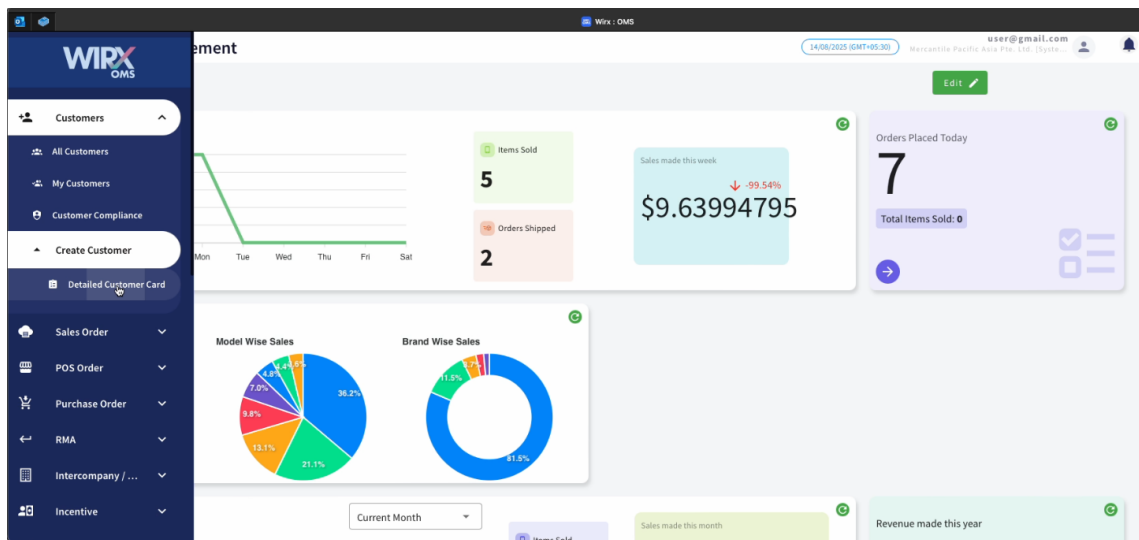 Wirx : OMS
WIRX
OMS
ement
14/08/2025 (GMT+05:30)
user@gmail.com
Mercantile Pacific Asia Pte. Ltd. (Syste...
Edit
Customers
All Customers
My Customers
Customer Compliance
Create Customer
Detailed Customer Card
Sales Order
POS Order
Purchase Order
RMA
Intercompany / ...
Incentive
Mon Tue Wed Thu Fri Sat
Items Sold
5
Orders Shipped
2
Sales made this week
-99.54%
$9.63994795
Orders Placed Today
7
Total Items Sold: 0
Model Wise Sales
36.2%
21.1%
13.1%
9.8%
7.0%
4.8%
4.4%
Brand Wise Sales
81.5%
11.5%
Current Month
Items Sold
Sales made this month
Revenue made this year